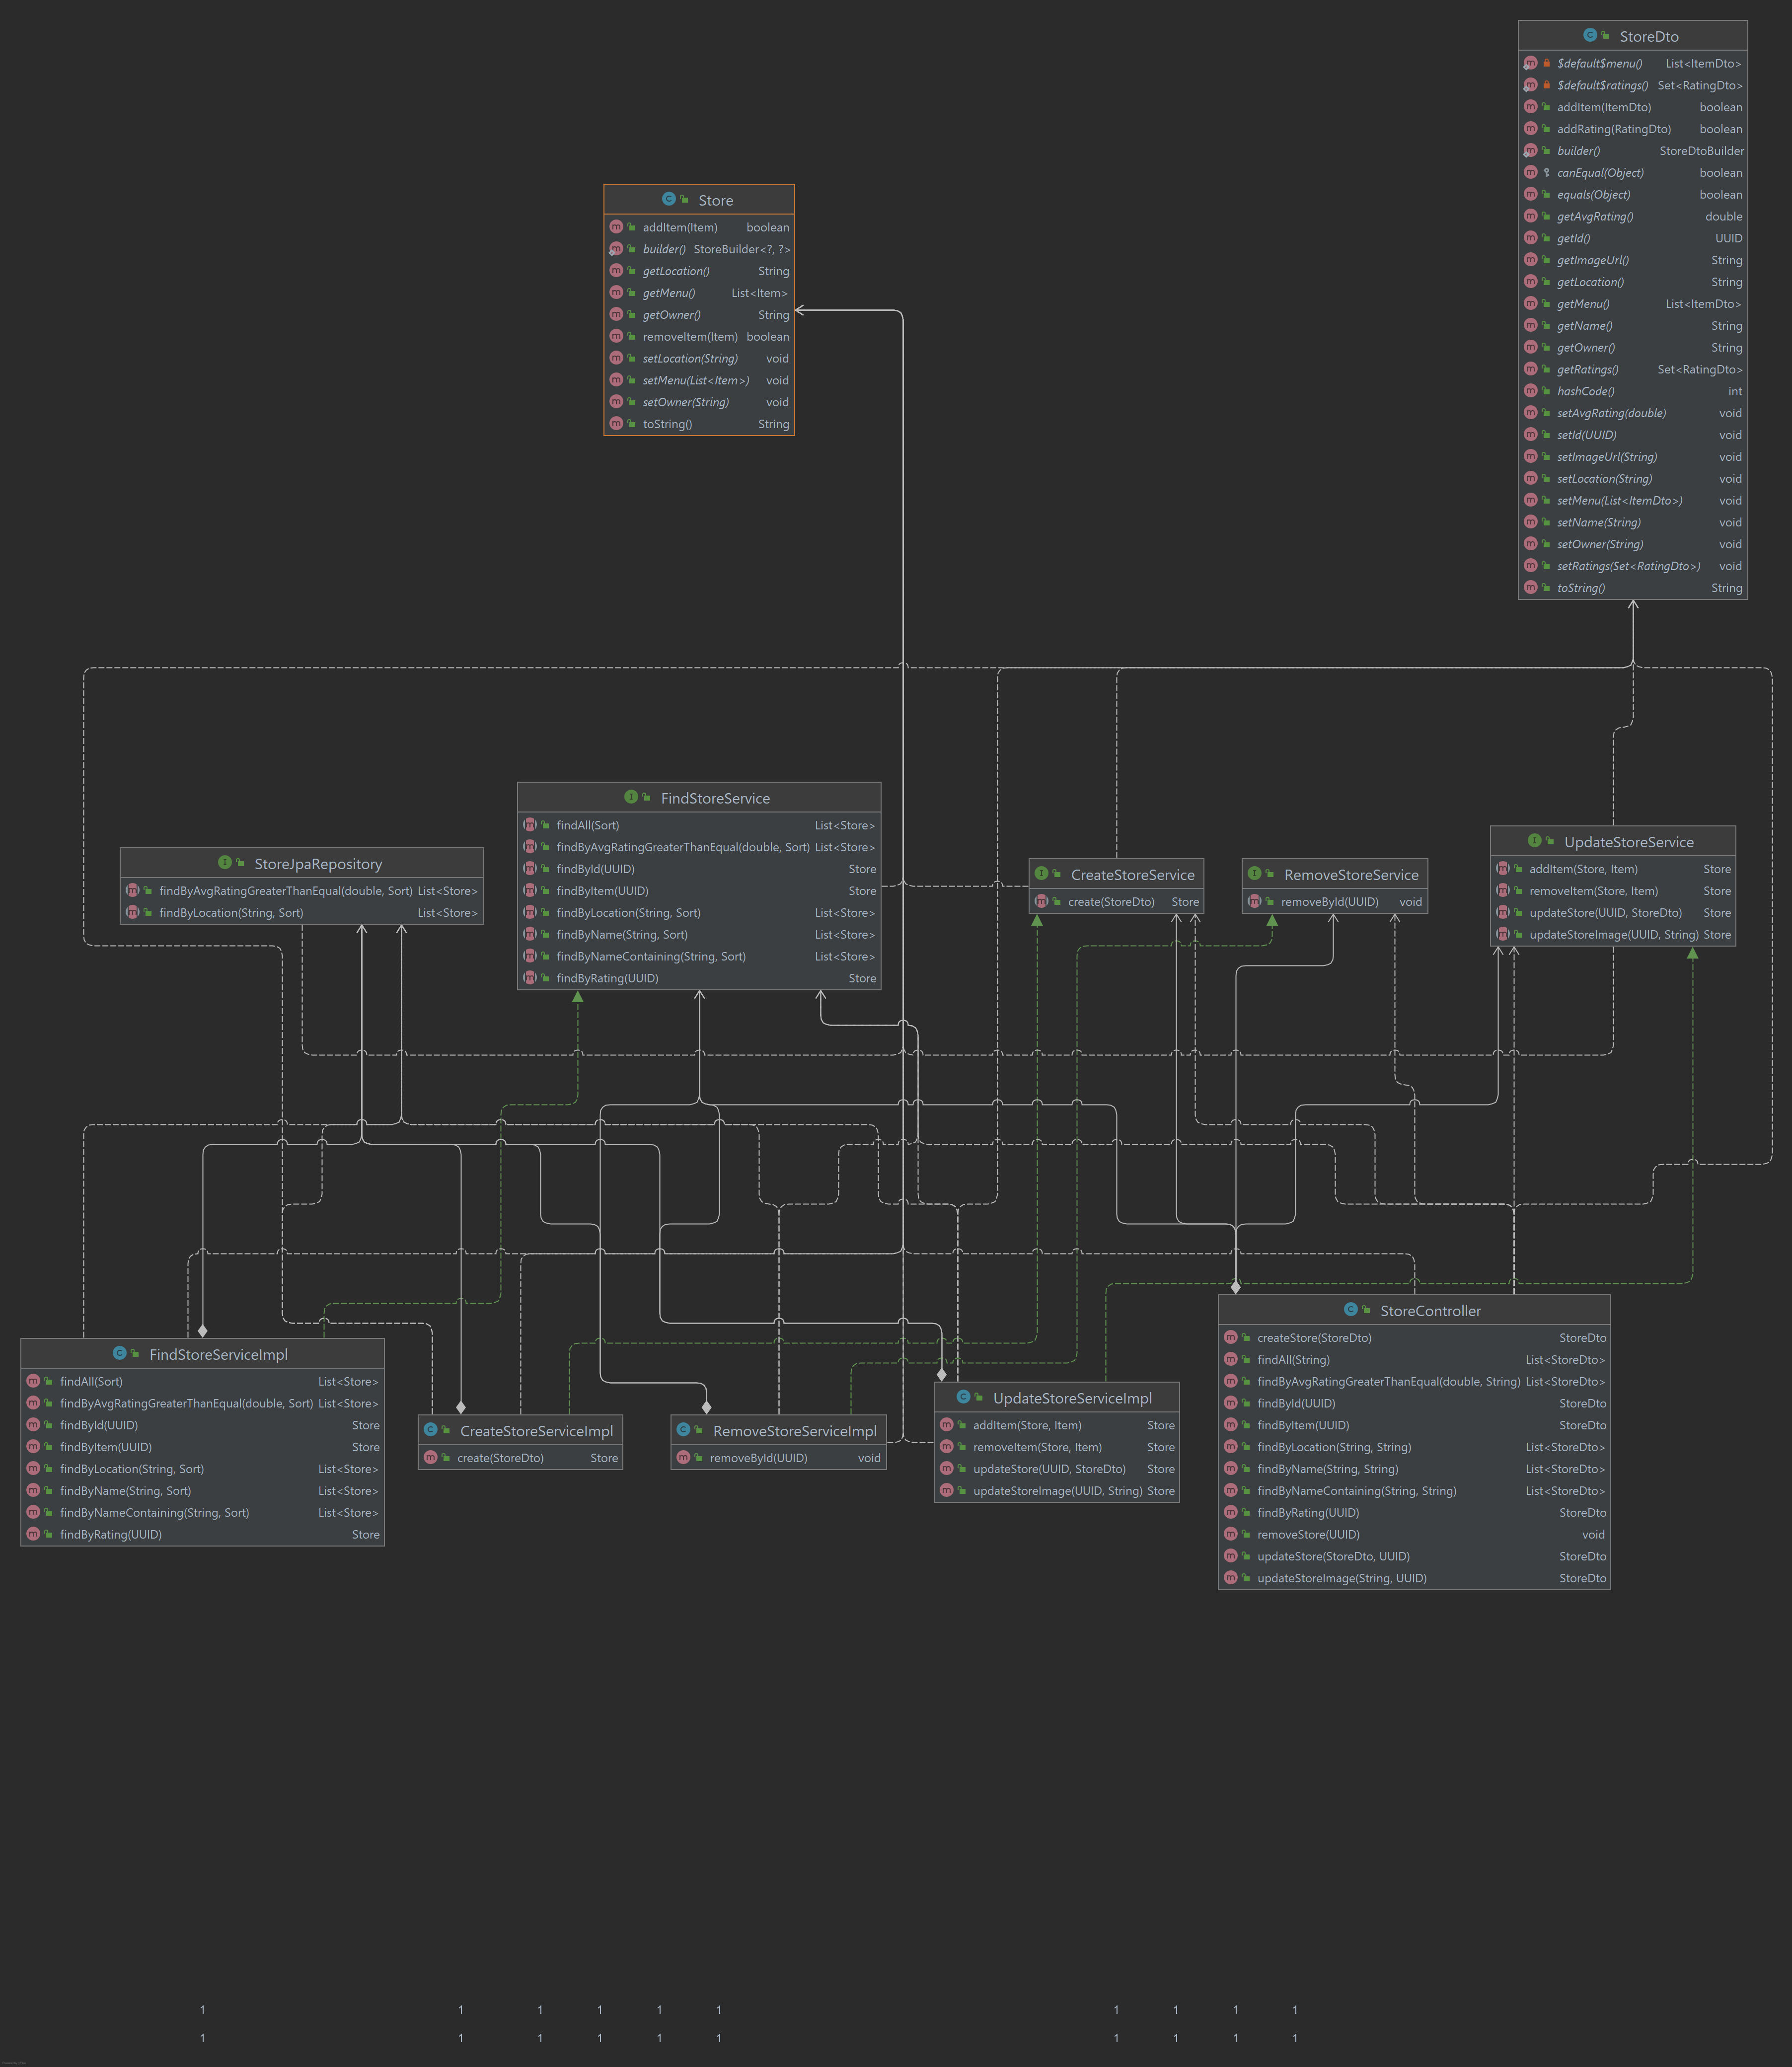 StoreDto
$default$menu() List<ItemDto>
$default$ratings() Set<RatingDto>
addItem(ItemDto) boolean
addRating(RatingDto) boolean
builder() StoreDtoBuilder
canEqual(Object) boolean
equals(Object) boolean
getAvgRating() double
getId() UUID
getImageUrl() String
getLocation() String
getMenu() List<ItemDto>
getName() String
getOwner() String
getRatings() Set<RatingDto>
hashCode() int
setAvgRating(double) void
setId(UUID) void
setImageUrl(String) void
setLocation(String) void
setMenu(List<ItemDto>) void
setName(String) void
setOwner(String) void
setRatings(Set<RatingDto>) void
toString() String
Store
addItem(Item) boolean
builder() StoreBuilder<?, ?>
getLocation() String
getMenu() List<Item>
getOwner() String
removeItem(Item) boolean
setLocation(String) void
setMenu(List<Item>) void
setOwner(String) void
toString() String
StoreJpaRepository
findByAvgRatingGreaterThanEqual(double, Sort) List<Store>
findByLocation(String, Sort) List<Store>
FindStoreService
findAll(Sort) List<Store>
findByAvgRatingGreaterThanEqual(double, Sort) List<Store>
findById(UUID) Store
findByItem(UUID) Store
findByLocation(String, Sort) List<Store>
findByName(String, Sort) List<Store>
findByNameContaining(String, Sort) List<Store>
findByRating(UUID) Store
CreateStoreService
create(StoreDto) Store
RemoveStoreService
removeById(UUID) void
UpdateStoreService
addItem(Store, Item) Store
removeItem(Store, Item) Store
updateStore(UUID, StoreDto) Store
updateStoreImage(UUID, String) Store
FindStoreServiceImpl
findAll(Sort) List<Store>
findByAvgRatingGreaterThanEqual(double, Sort) List<Store>
findById(UUID) Store
findByItem(UUID) Store
findByLocation(String, Sort) List<Store>
findByName(String, Sort) List<Store>
findByNameContaining(String, Sort) List<Store>
findByRating(UUID) Store
CreateStoreServiceImpl
create(StoreDto) Store
RemoveStoreServiceImpl
removeById(UUID) void
UpdateStoreServiceImpl
addItem(Store, Item) Store
removeItem(Store, Item) Store
updateStore(UUID, StoreDto) Store
updateStoreImage(UUID, String) Store
StoreController
createStore(StoreDto) StoreDto
findAll(String) List<StoreDto>
findByAvgRatingGreaterThanEqual(double, String) List<StoreDto>
findById(UUID) StoreDto
findByItem(UUID) StoreDto
findByLocation(String, String) List<StoreDto>
findByName(String, String) List<StoreDto>
findByNameContaining(String, String) List<StoreDto>
findByRating(UUID) StoreDto
removeStore(UUID) void
updateStore(StoreDto, UUID) StoreDto
updateStoreImage(String, UUID) StoreDto
1 1 1 1 1 1 1 1 1 1
1 1 1 1 1 1 1 1 1 1